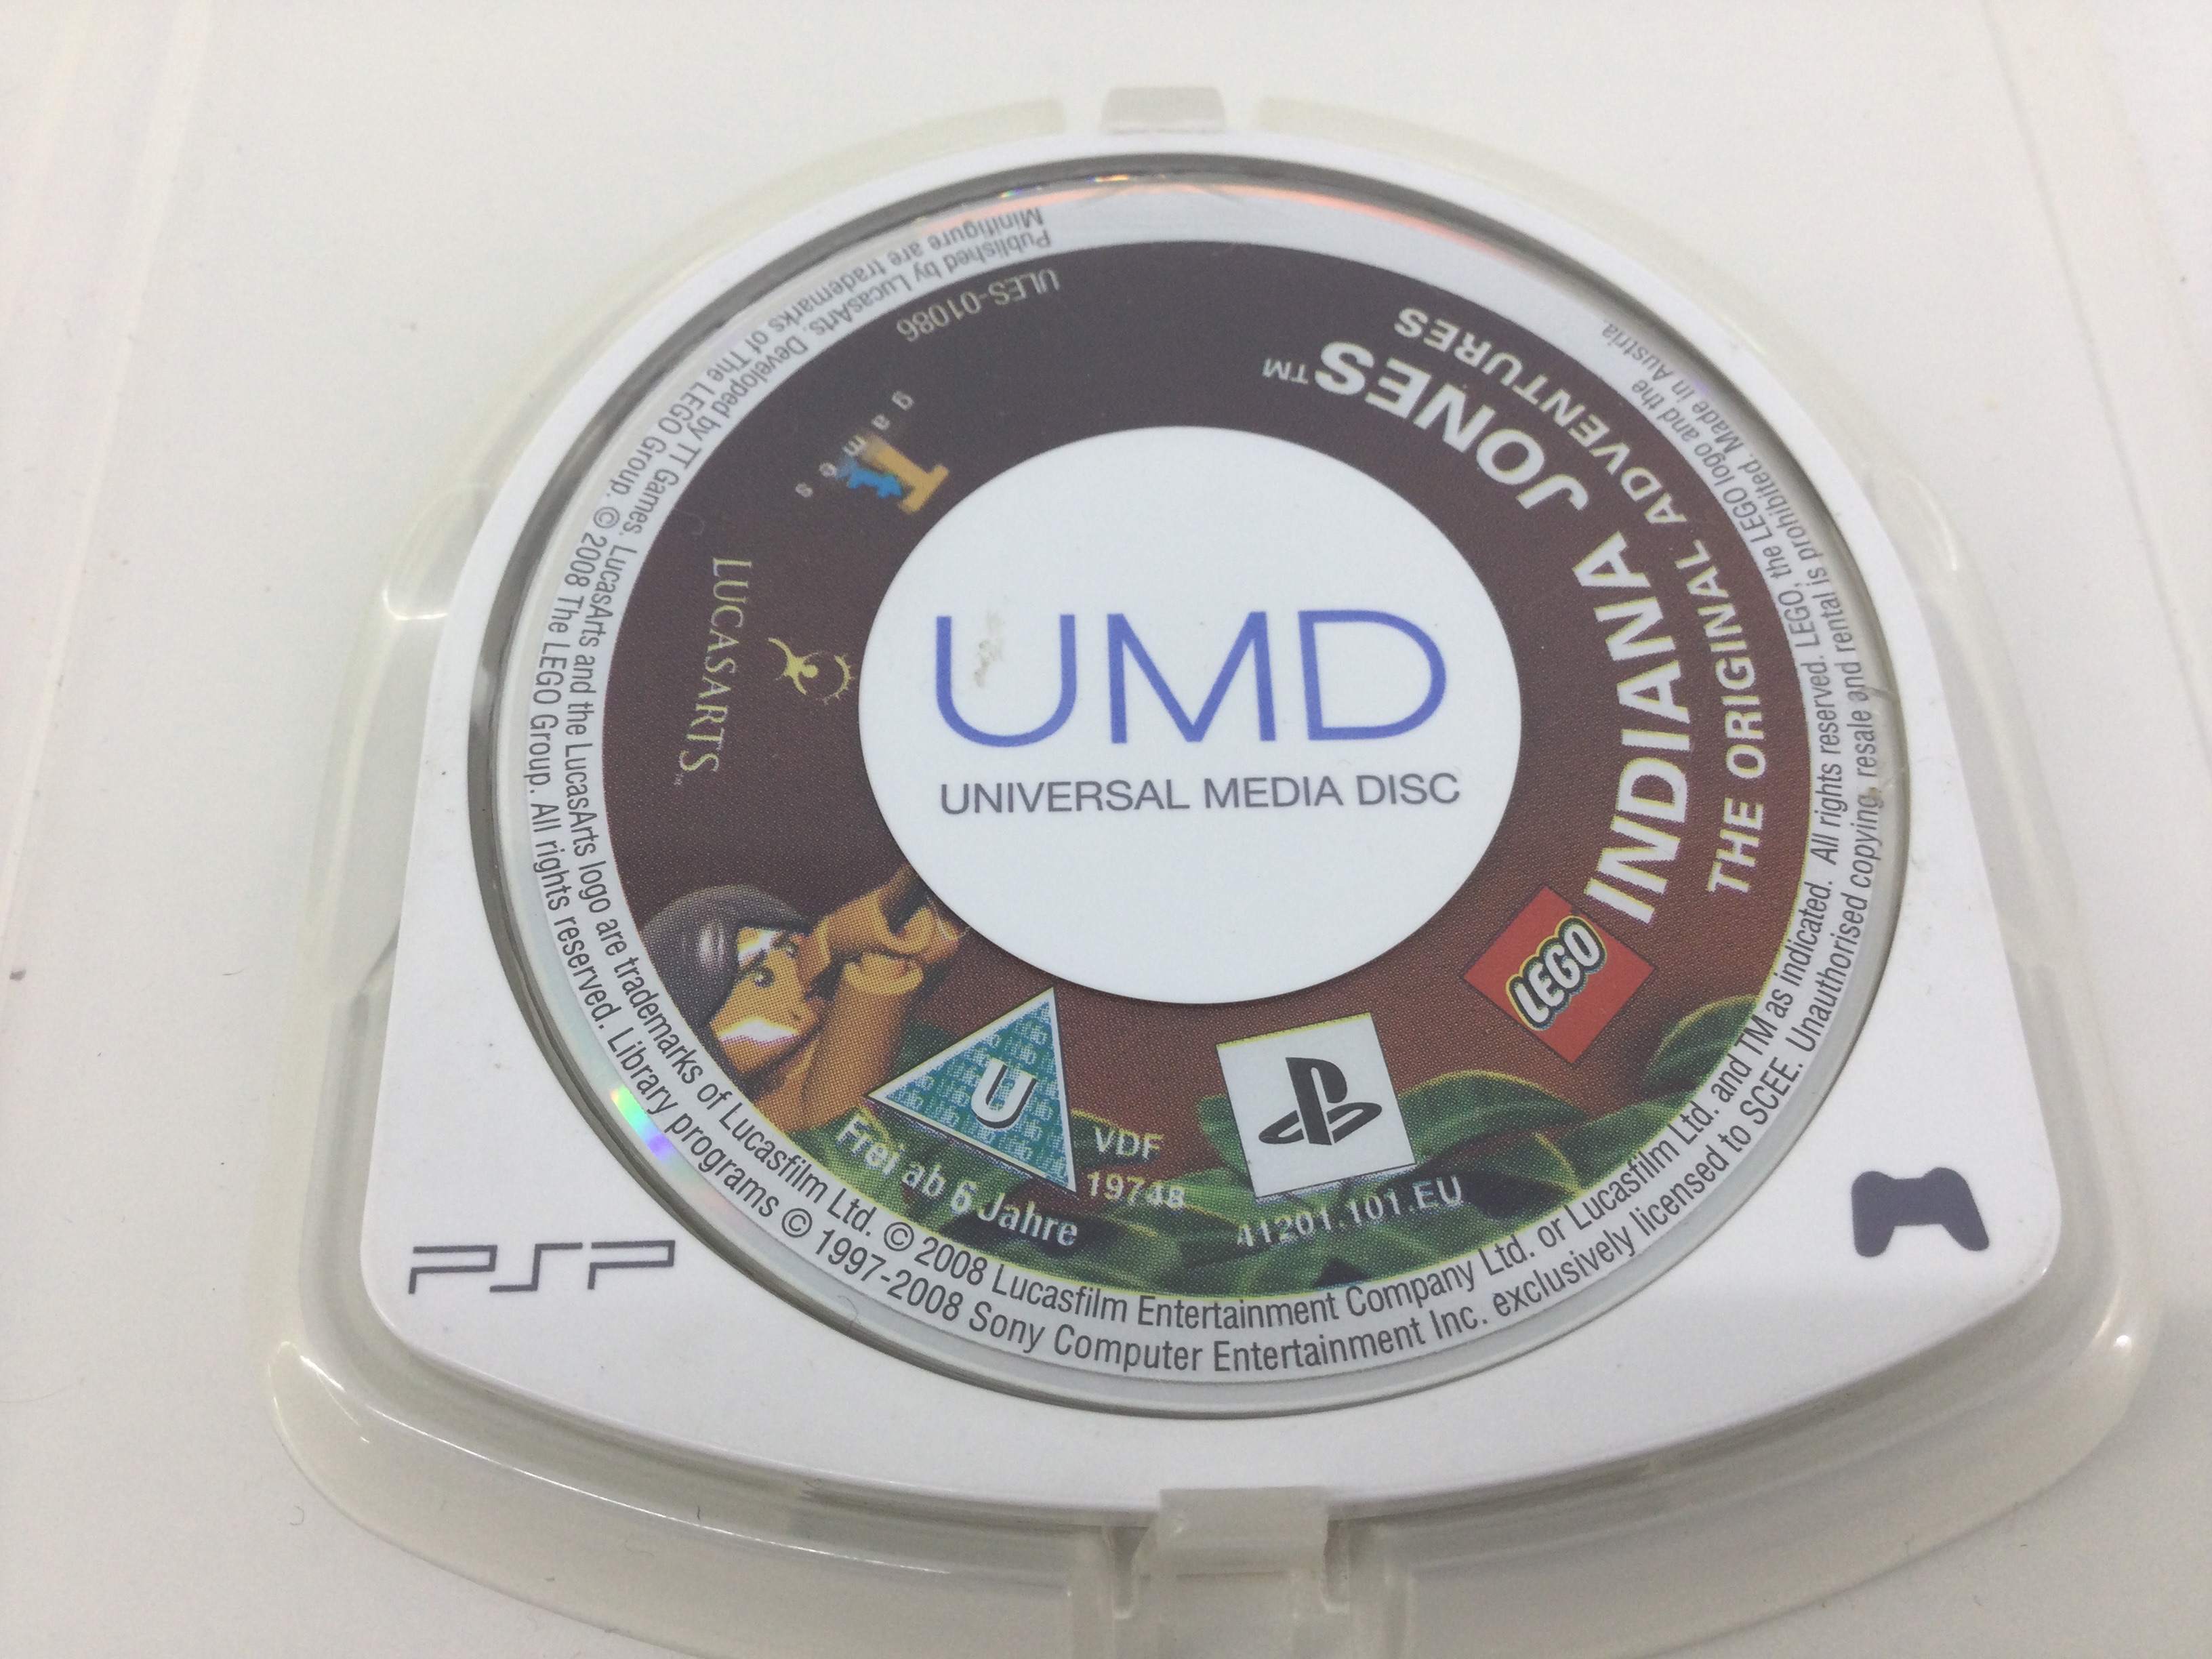 UMD
UNIVERSAL MEDIA DISC
LEGO
INDIANA JONES™
THE ORIGINAL ADVENTURES
ULES-01086
Tt
games
LUCASARTS™
U
VDF
19748
Frei ab 6 Jahre
41201.101.EU
Published by LucasArts. Developed by TT Games. LucasArts and the LucasArts logo are trademarks of Lucasfilm Ltd. © 2008 Lucasfilm Entertainment Company Ltd. or Lucasfilm Ltd. and TM as indicated. All rights reserved. LEGO, the LEGO logo and the
Minifigure are trademarks of The LEGO Group. © 2008 The LEGO Group. All rights reserved. Library programs © 1997-2008 Sony Computer Entertainment Inc. exclusively licensed to SCEE. Unauthorised copying, resale and rental is prohibited. Made in Austria
PSP